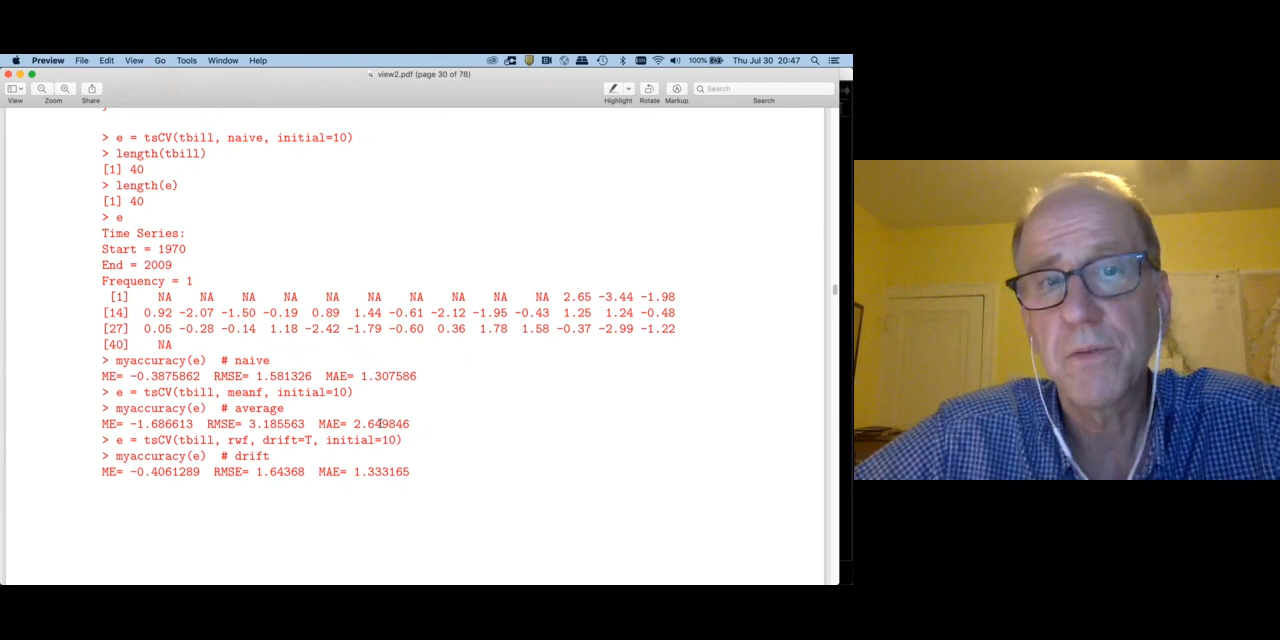 Preview File Edit View Go Tools Window Help 100% Thu Jul 30 20:47
view2.pdf (page 30 of 78)
View Zoom Share Highlight Rotate Markup Search
Search
> e = tsCV(tbill, naive, initial=10)
> length(tbill)
[1] 40
> length(e)
[1] 40
> e
Time Series:
Start = 1970
End = 2009
Frequency = 1
[1] NA NA NA NA NA NA NA NA NA NA 2.65 -3.44 -1.98
[14] 0.92 -2.07 -1.50 -0.19 0.89 1.44 -0.61 -2.12 -1.95 -0.43 1.25 1.24 -0.48
[27] 0.05 -0.28 -0.14 1.18 -2.42 -1.79 -0.60 0.36 1.78 1.58 -0.37 -2.99 -1.22
[40] NA
> myaccuracy(e) # naive
ME= -0.3875862 RMSE= 1.581326 MAE= 1.307586
> e = tsCV(tbill, meanf, initial=10)
> myaccuracy(e) # average
ME= -1.686613 RMSE= 3.185563 MAE= 2.649846
> e = tsCV(tbill, rwf, drift=T, initial=10)
> myaccuracy(e) # drift
ME= -0.4061289 RMSE= 1.64368 MAE= 1.333165